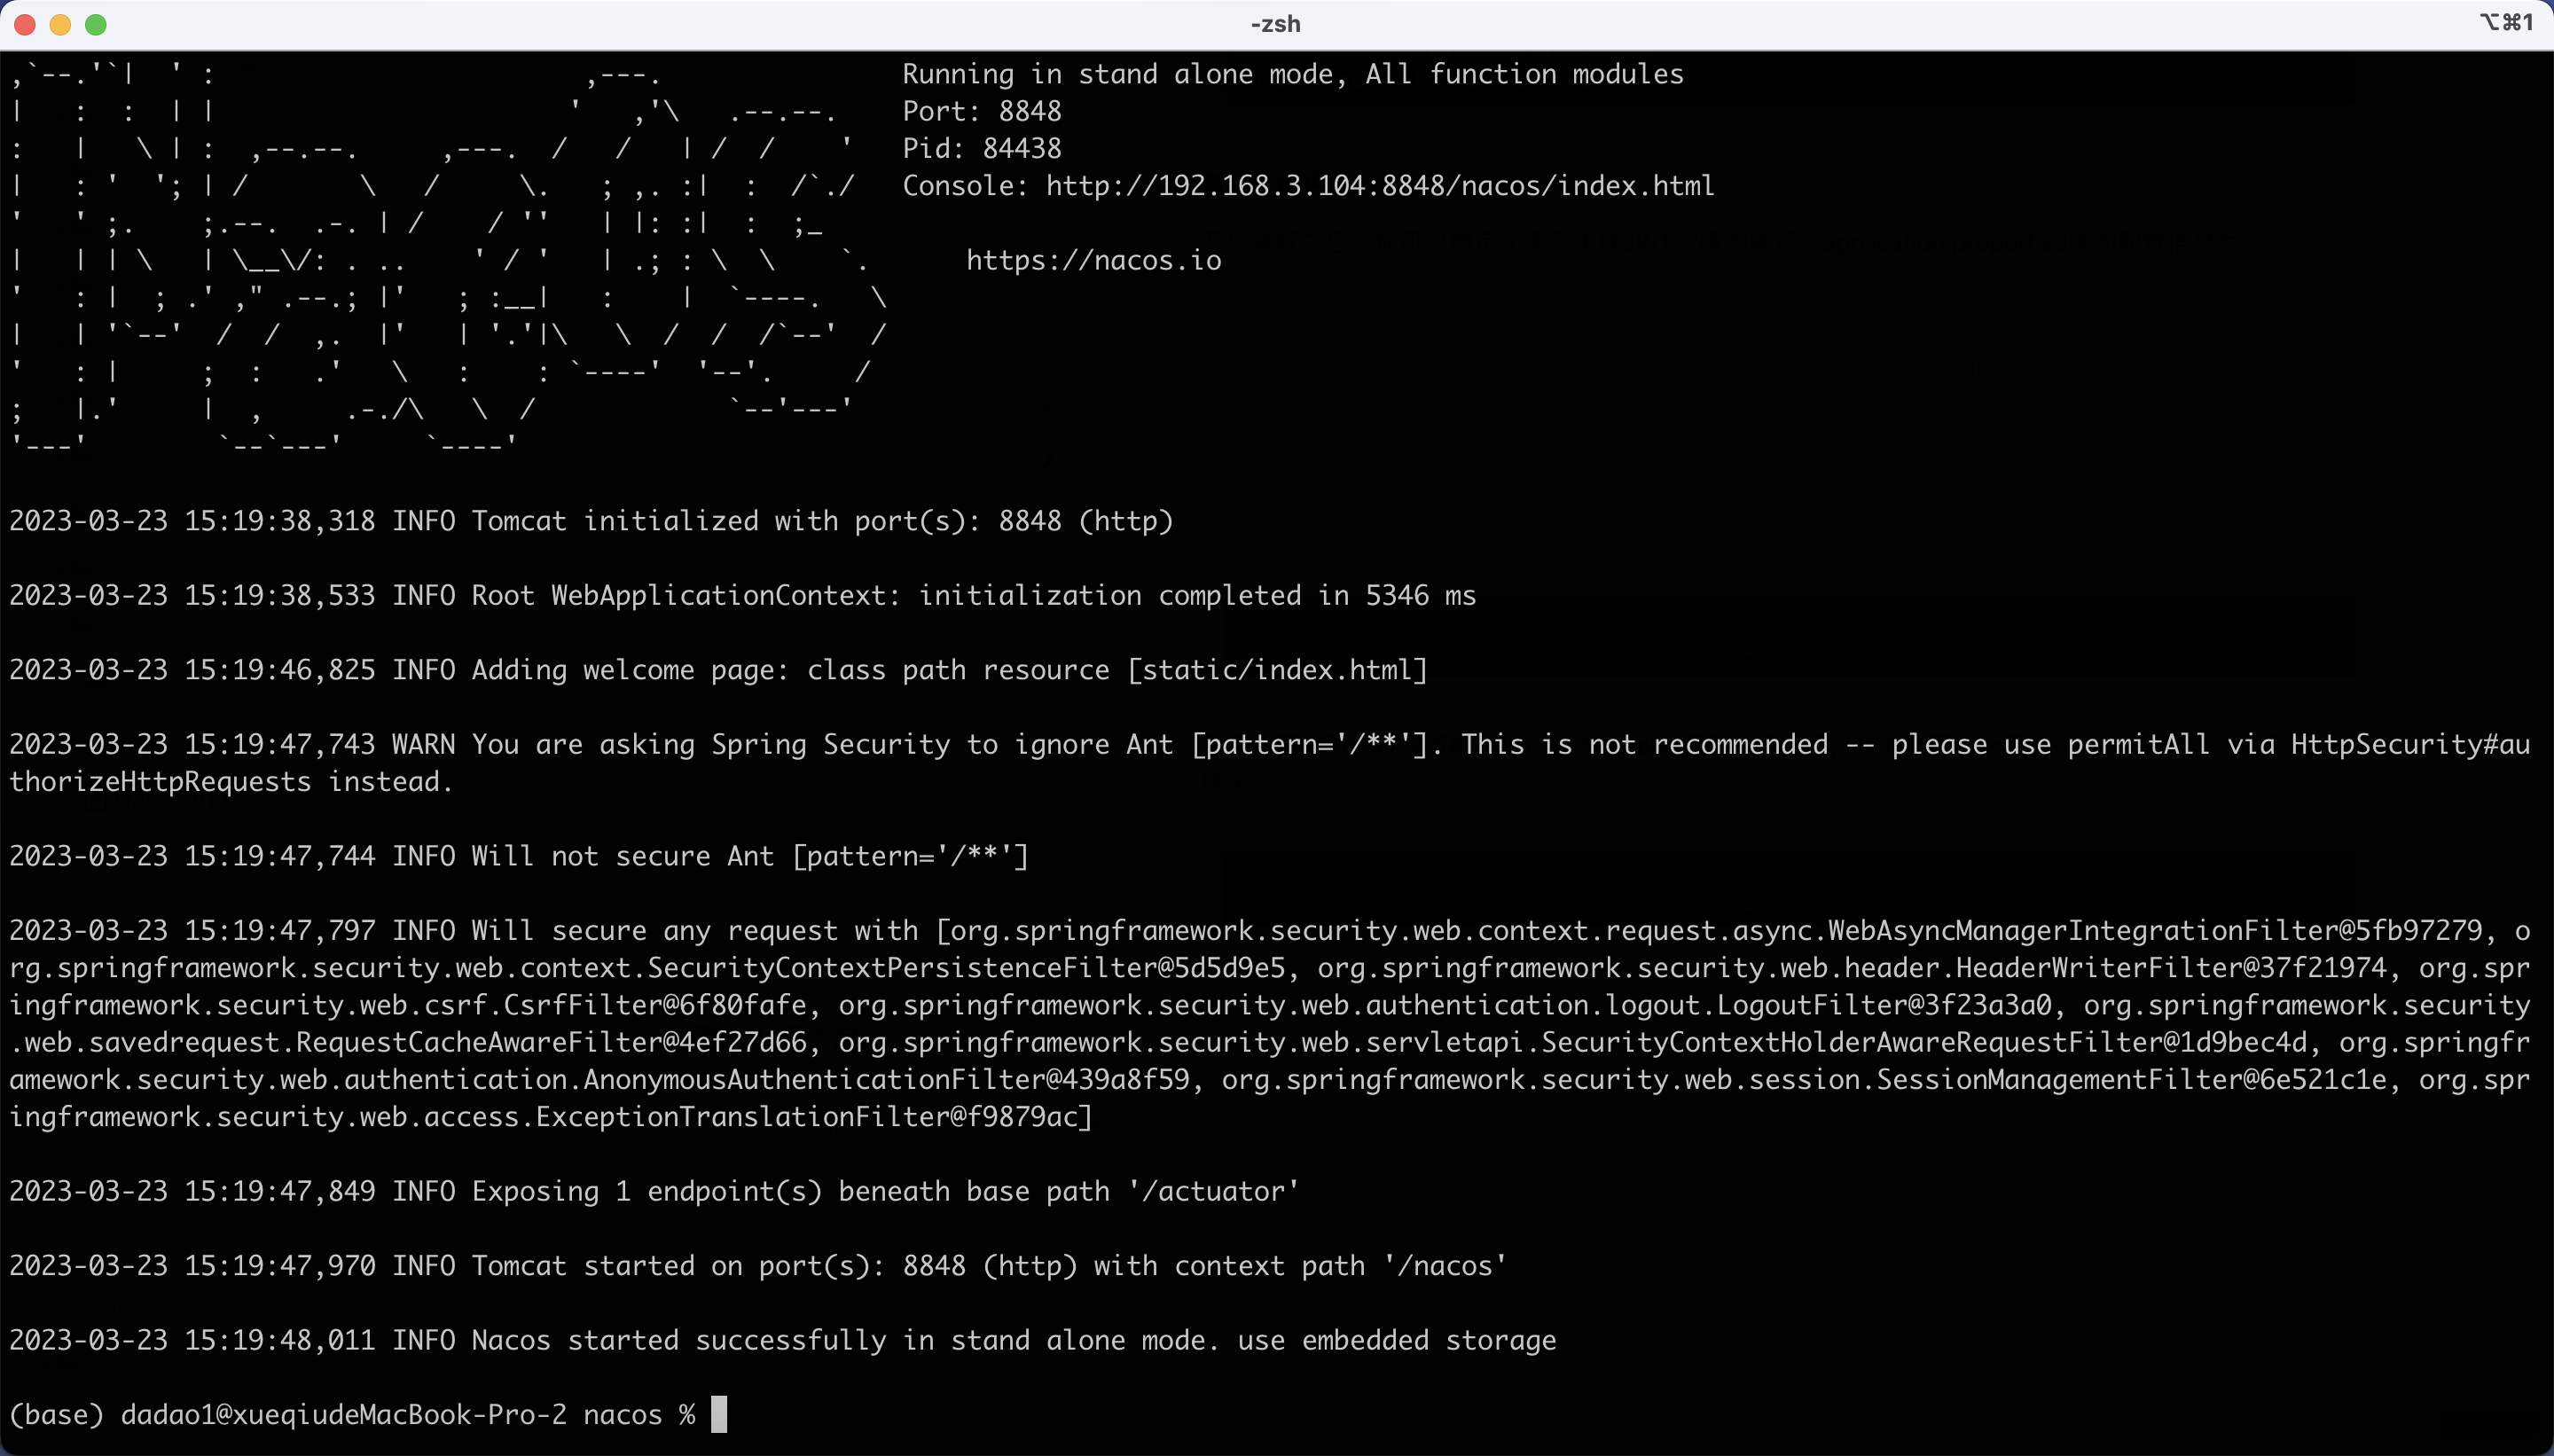 -zsh
⌥⌘1
,`--.'`|  ' :                       ,---.               Running in stand alone mode, All function modules
|   :  :  | |                      '   ,'\   .--.--.    Port: 8848
:   |   \ | :  ,--.--.     ,---.  /   /   | / /    '   Pid: 84438
|   : '  '; | /       \   /     \.   ; ,. :|  :  /`./   Console: http://192.168.3.104:8848/nacos/index.html
'   ' ;.    ;.--.  .-. | /    / ''   | |: :|  :  ;_
|   | | \   | \__\/: . ..    ' / '   | .; : \  \    `.      https://nacos.io
'   : |  ; .' ," .--.; |'   ; :__|   :    |  `----.   \
|   | '`--'  /  /  ,.  |'   | '.'|\   \  /  /  /`--'  /
'   : |     ;  :   .'   \   :    : `----'  '--'.     /
;   |.'     |  ,     .-./\   \  /            `--'---'
'---'        `--`---'     `----'
2023-03-23 15:19:38,318 INFO Tomcat initialized with port(s): 8848 (http)
2023-03-23 15:19:38,533 INFO Root WebApplicationContext: initialization completed in 5346 ms
2023-03-23 15:19:46,825 INFO Adding welcome page: class path resource [static/index.html]
2023-03-23 15:19:47,743 WARN You are asking Spring Security to ignore Ant [pattern='/**']. This is not recommended -- please use permitAll via HttpSecurity#au
thorizeHttpRequests instead.
2023-03-23 15:19:47,744 INFO Will not secure Ant [pattern='/**']
2023-03-23 15:19:47,797 INFO Will secure any request with [org.springframework.security.web.context.request.async.WebAsyncManagerIntegrationFilter@5fb97279, o
rg.springframework.security.web.context.SecurityContextPersistenceFilter@5d5d9e5, org.springframework.security.web.header.HeaderWriterFilter@37f21974, org.spr
ingframework.security.web.csrf.CsrfFilter@6f80fafe, org.springframework.security.web.authentication.logout.LogoutFilter@3f23a3a0, org.springframework.security
.web.savedrequest.RequestCacheAwareFilter@4ef27d66, org.springframework.security.web.servletapi.SecurityContextHolderAwareRequestFilter@1d9bec4d, org.springfr
amework.security.web.authentication.AnonymousAuthenticationFilter@439a8f59, org.springframework.security.web.session.SessionManagementFilter@6e521c1e, org.spr
ingframework.security.web.access.ExceptionTranslationFilter@f9879ac]
2023-03-23 15:19:47,849 INFO Exposing 1 endpoint(s) beneath base path '/actuator'
2023-03-23 15:19:47,970 INFO Tomcat started on port(s): 8848 (http) with context path '/nacos'
2023-03-23 15:19:48,011 INFO Nacos started successfully in stand alone mode. use embedded storage
(base) dadao1@xueqiudeMacBook-Pro-2 nacos %